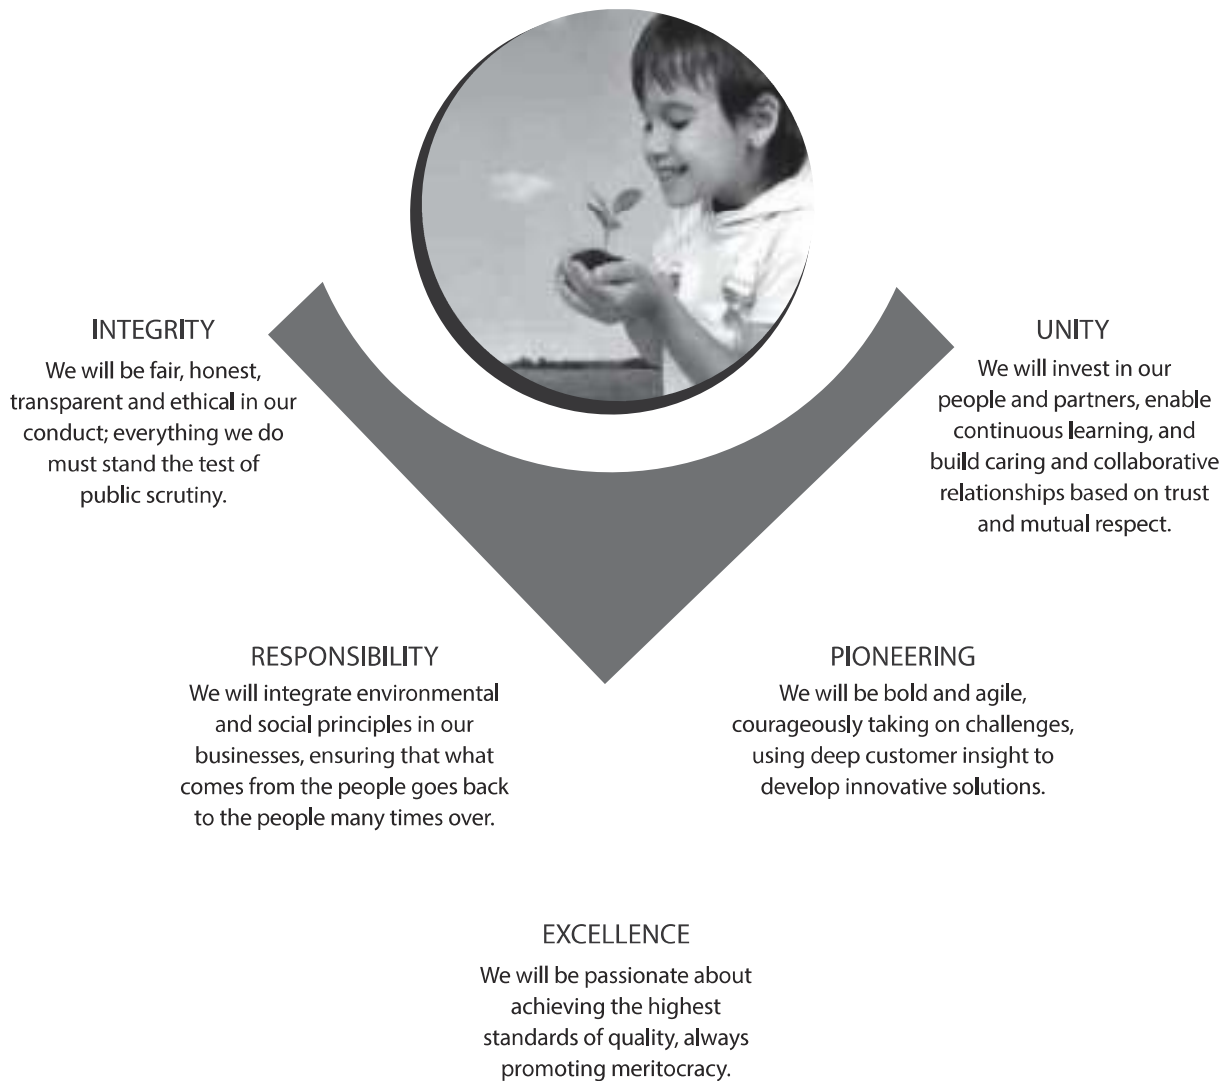 INTEGRITY
We will be fair, honest,
transparent and ethical in our
conduct; everything we do
must stand the test of
public scrutiny.
UNITY
We will invest in our
people and partners, enable
continuous learning, and
build caring and collaborative
relationships based on trust
and mutual respect.
RESPONSIBILITY
We will integrate environmental
and social principles in our
businesses, ensuring that what
comes from the people goes back
to the people many times over.
PIONEERING
We will be bold and agile,
courageously taking on challenges,
using deep customer insight to
develop innovative solutions.
EXCELLENCE
We will be passionate about
achieving the highest
standards of quality, always
promoting meritocracy.